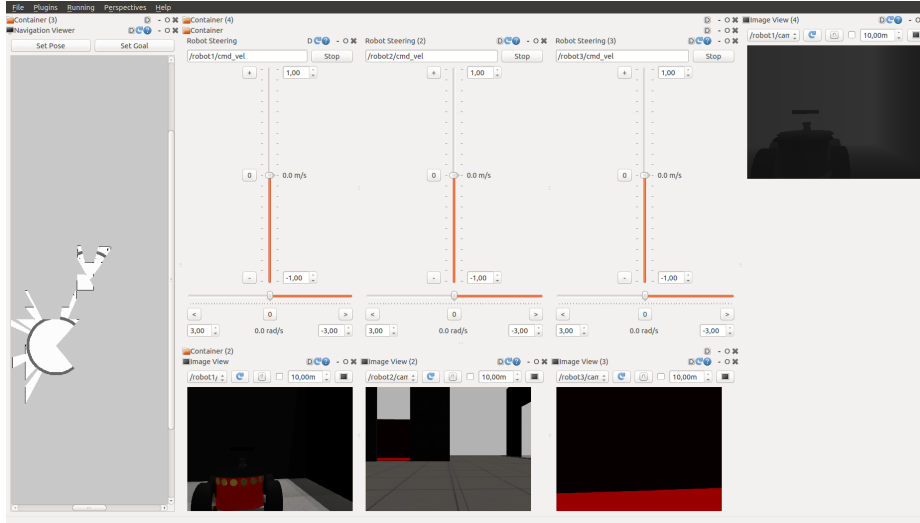 File Plugins Running Perspectives Help
Container (3)
Navigation Viewer
Set Pose Set Goal
Container (4)
Container
Robot Steering
/robot1/cmd_vel Stop
+ 1,00
0 0.0 m/s
- -1,00
< 0 >
3,00 0.0 rad/s -3,00
Robot Steering (2)
/robot2/cmd_vel Stop
+ 1,00
0 0.0 m/s
- -1,00
< 0 >
3,00 0.0 rad/s -3,00
Robot Steering (3)
/robot3/cmd_vel Stop
+ 1,00
0 0.0 m/s
- -1,00
< 0 >
3,00 0.0 rad/s -3,00
Container (2)
Image View
/robot1/ 10,00m
Image View (2)
/robot2/can 10,00m
Image View (3)
/robot3/can 10,00m
Image View (4)
/robot1/can 10,00m